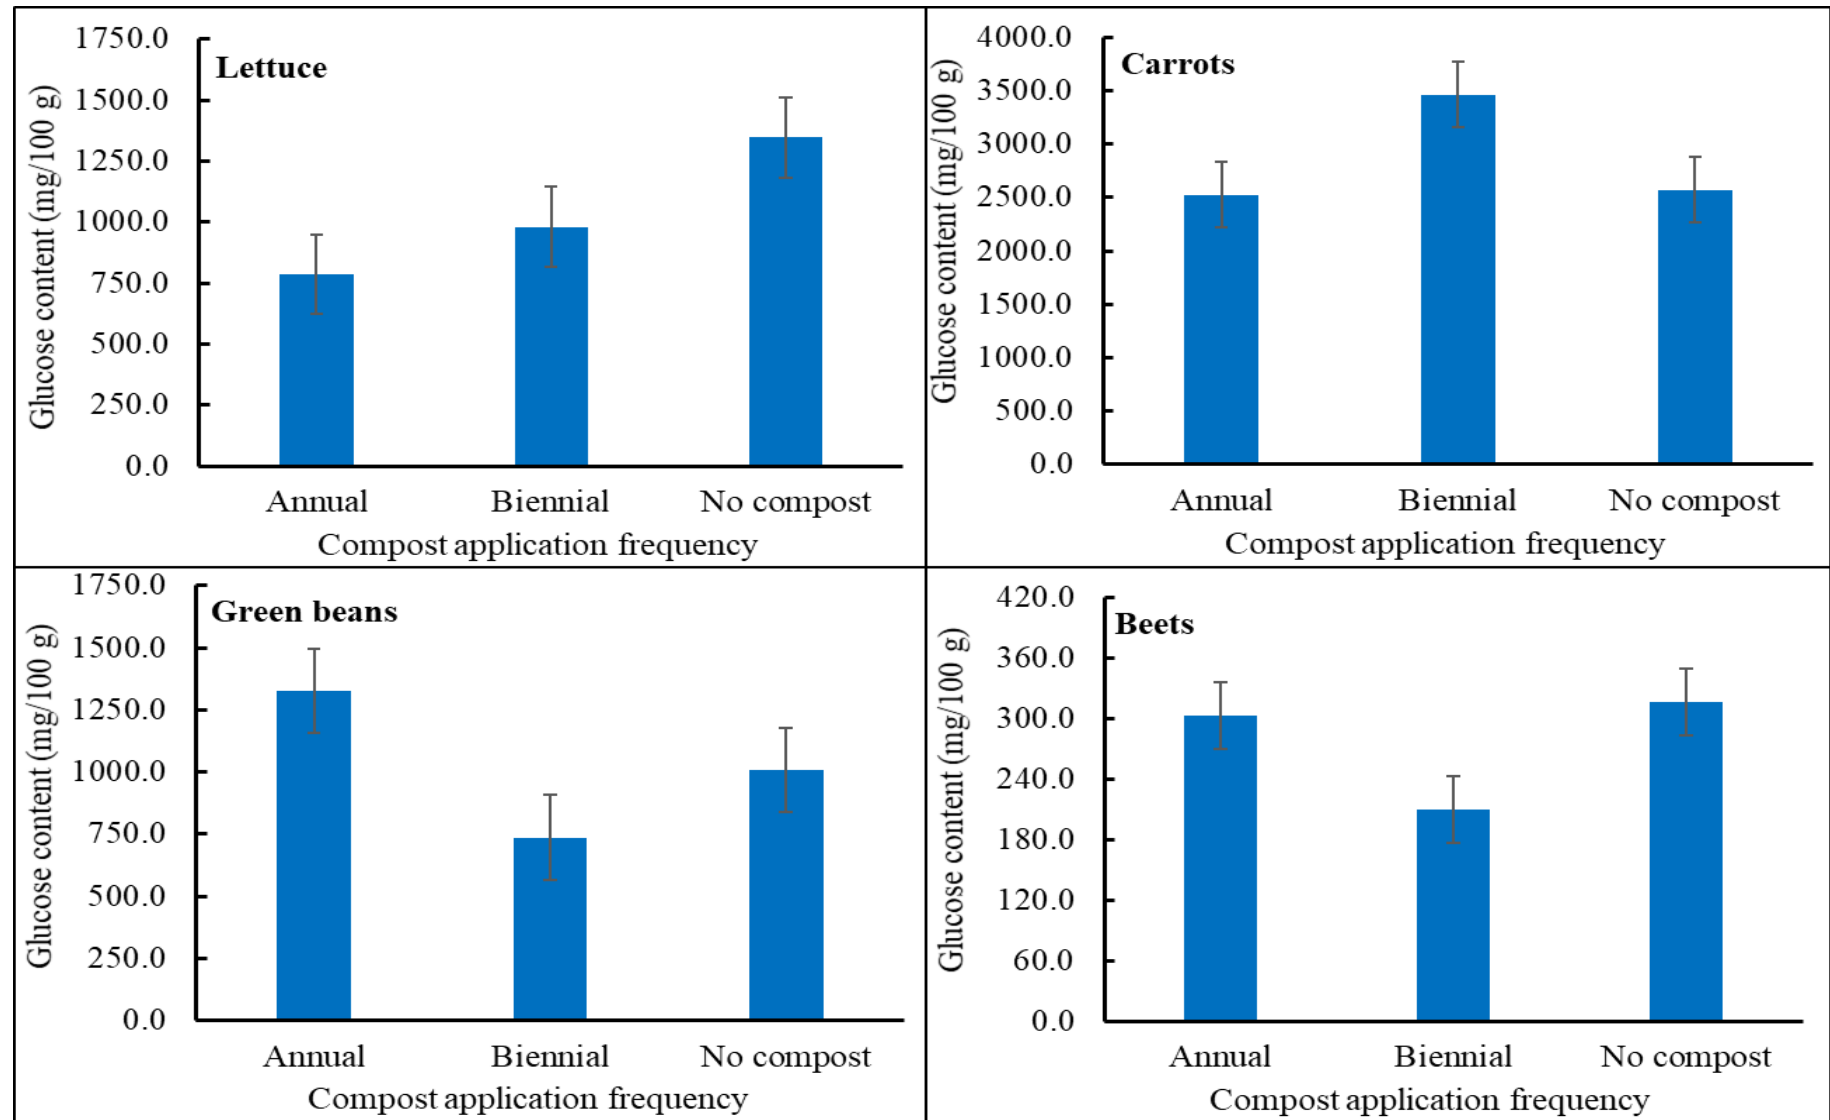 Lettuce
Glucose content (mg/100 g)
1750.0
1500.0
1250.0
1000.0
750.0
500.0
250.0
0.0
Annual Biennial No compost
Compost application frequency
Carrots
Glucose content (mg/100 g)
4000.0
3500.0
3000.0
2500.0
2000.0
1500.0
1000.0
500.0
0.0
Annual Biennial No compost
Compost application frequency
Green beans
Glucose content (mg/100 g)
1750.0
1500.0
1250.0
1000.0
750.0
500.0
250.0
0.0
Annual Biennial No compost
Compost application frequency
Beets
Glucose content (mg/100 g)
420.0
360.0
300.0
240.0
180.0
120.0
60.0
0.0
Annual Biennial No compost
Compost application frequency